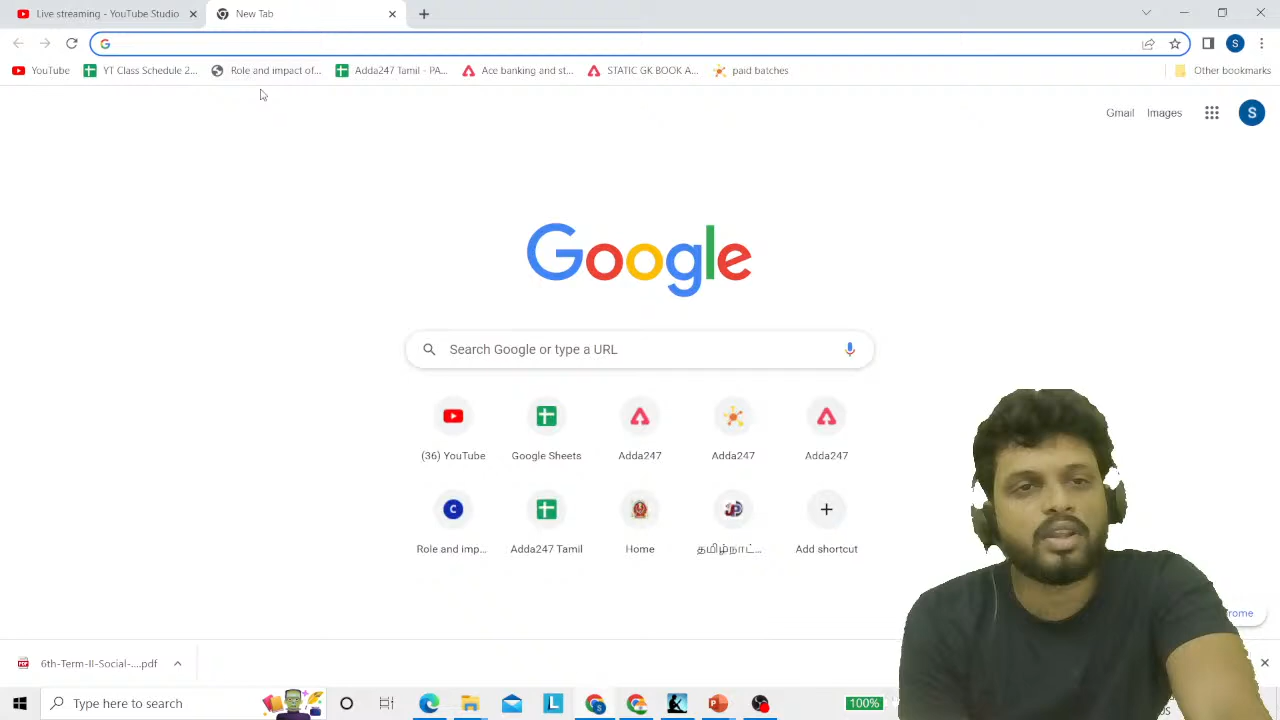 Live streaming - YouTube Studio
New Tab
YouTube
YT Class Schedule 2...
Role and impact of...
Adda247 Tamil - PA...
Ace banking and st...
STATIC GK BOOK A...
paid batches
Other bookmarks
Gmail
Images
S
Google
Search Google or type a URL
(36) YouTube
Google Sheets
Adda247
Adda247
Adda247
Role and imp...
Adda247 Tamil
Home
தமிழ்நாட்...
Add shortcut
6th-Term-II-Social-....pdf
Type here to
100%